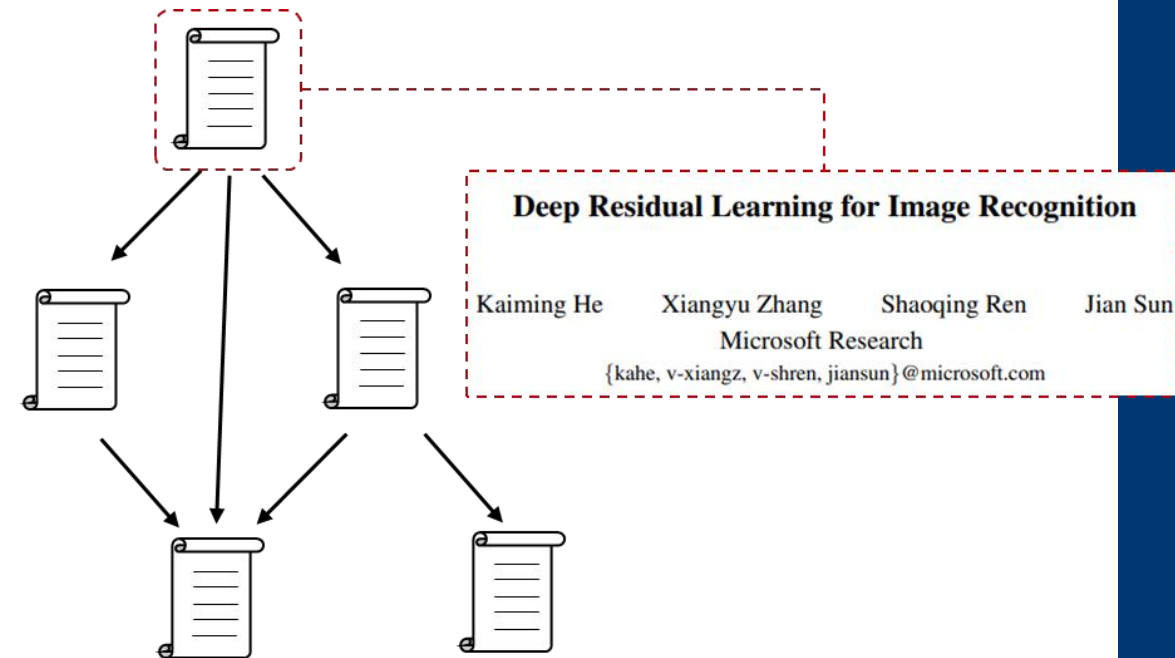 Deep Residual Learning for Image Recognition
Kaiming He Xiangyu Zhang Shaoqing Ren Jian Sun
Microsoft Research
{kahe, v-xiangz, v-shren, jiansun}@microsoft.com